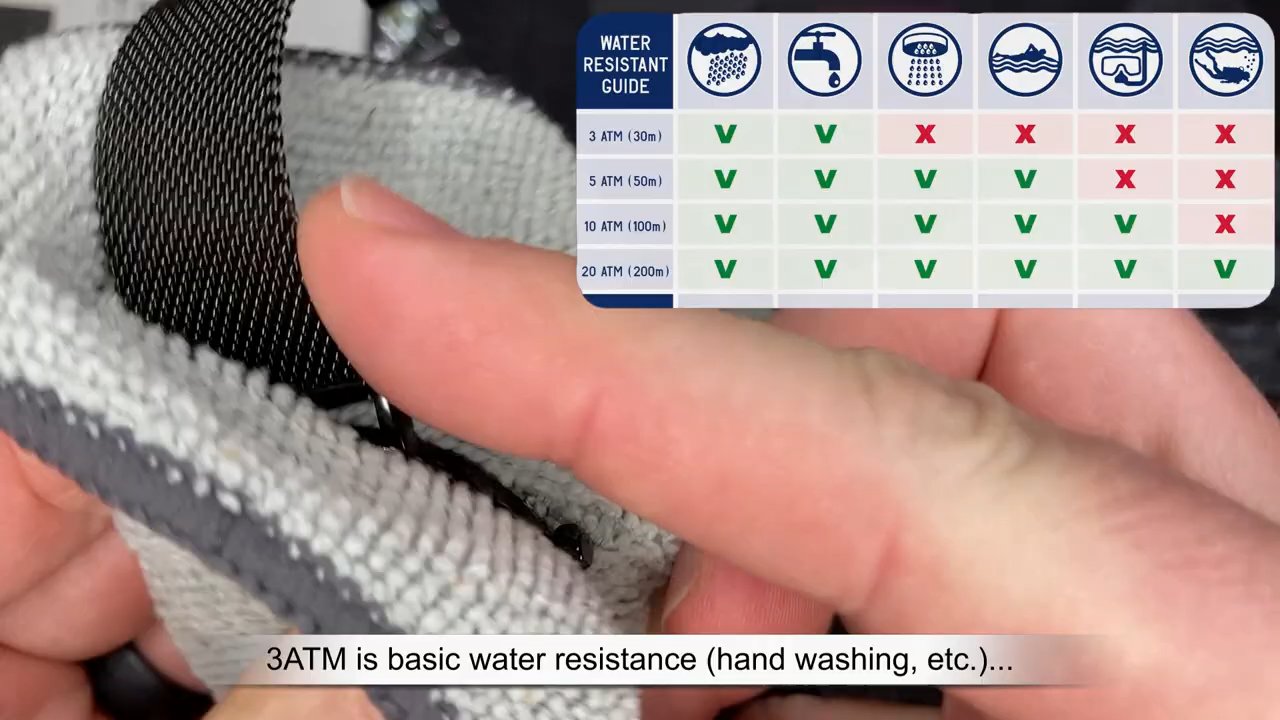 WATER
RESISTANT
GUIDE
3 ATM (30m) V V X X X X
5 ATM (50m) V V V V X X
10 ATM (100m) V V V V V X
20 ATM (200m) V V V V V V
3ATM is basic water resistance (hand washing, etc.)...